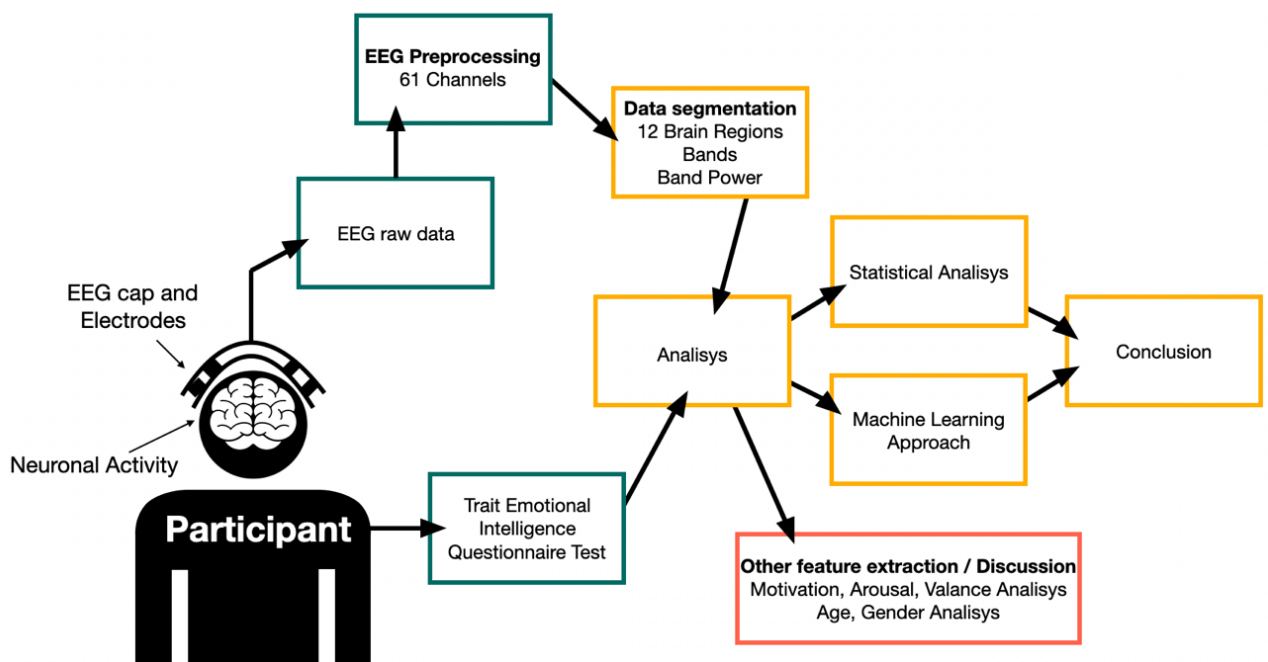 EEG Preprocessing
61 Channels
Data segmentation
12 Brain Regions
Bands
Band Power
EEG raw data
EEG cap and
Electrodes
Neuronal Activity
Participant
Trait Emotional
Intelligence
Questionnaire Test
Analisys
Statistical Analisys
Machine Learning
Approach
Conclusion
Other feature extraction / Discussion
Motivation, Arousal, Valance Analisys
Age, Gender Analisys